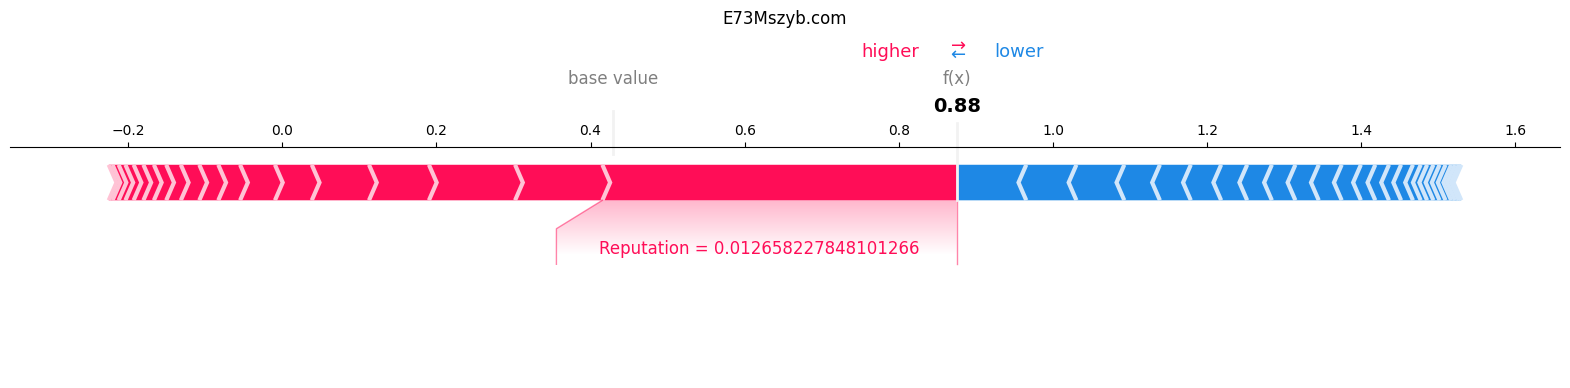 E73Mszyb.com
higher → ← lower
base value f(x)
0.88
−0.2 0.0 0.2 0.4 0.6 0.8 1.0 1.2 1.4 1.6
Reputation = 0.012658227848101266